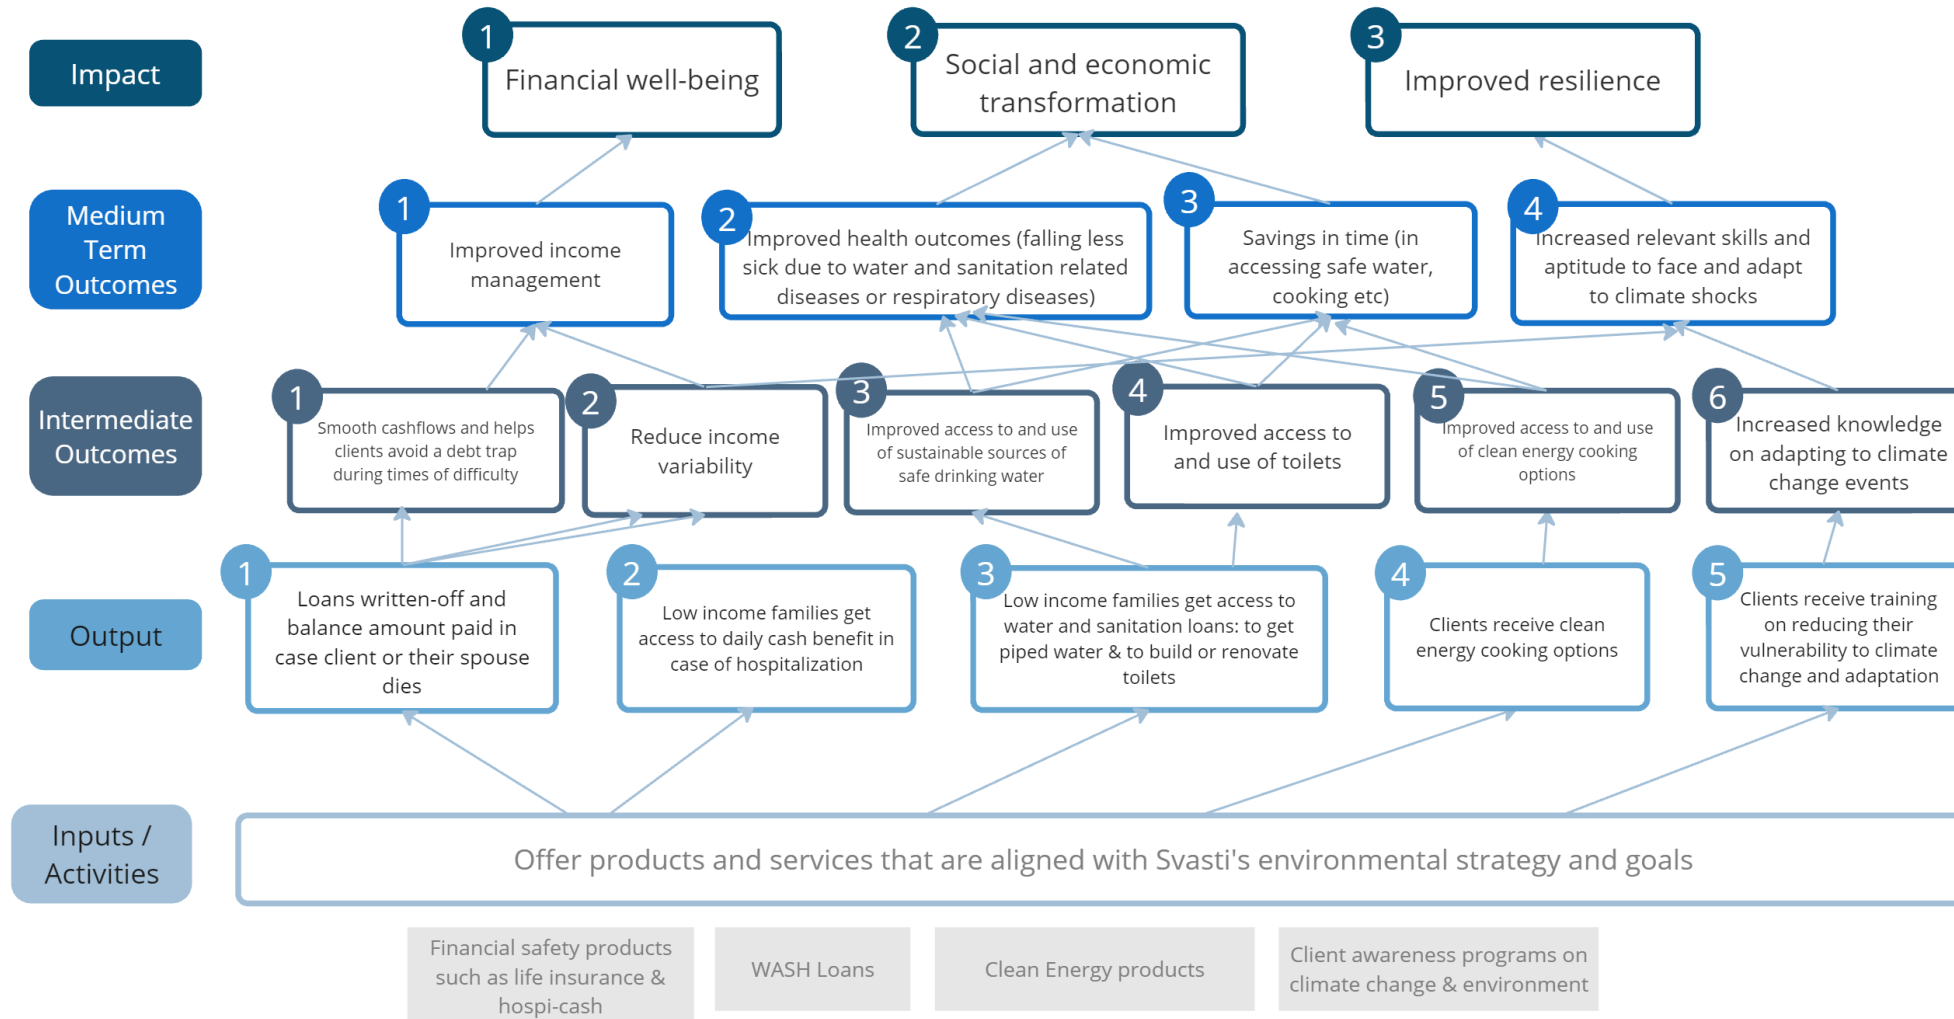 Impact
1
Financial well-being
2
Social and economic
transformation
3
Improved resilience
Medium
Term
Outcomes
1
Improved income
management
2
Improved health outcomes (falling less
sick due to water and sanitation related
diseases or respiratory diseases)
3
Savings in time (in
accessing safe water,
cooking etc)
4
Increased relevant skills and
aptitude to face and adapt
to climate shocks
Intermediate
Outcomes
1
Smooth cashflows and helps
clients avoid a debt trap
during times of difficulty
2
Reduce income
variability
3
Improved access to and use
of sustainable sources of
safe drinking water
4
Improved access to
and use of toilets
5
Improved access to and use
of clean energy cooking
options
6
Increased knowledge
on adapting to climate
change events
Output
1
Loans written-off and
balance amount paid in
case client or their spouse
dies
2
Low income families get
access to daily cash benefit in
case of hospitalization
3
Low income families get access to
water and sanitation loans: to get
piped water & to build or renovate
toilets
4
Clients receive clean
energy cooking options
5
Clients receive training
on reducing their
vulnerability to climate
change and adaptation
Inputs /
Activities
Offer products and services that are aligned with Svasti's environmental strategy and goals
Financial safety products
such as life insurance &
hospi-cash
WASH Loans
Clean Energy products
Client awareness programs on
climate change & environment